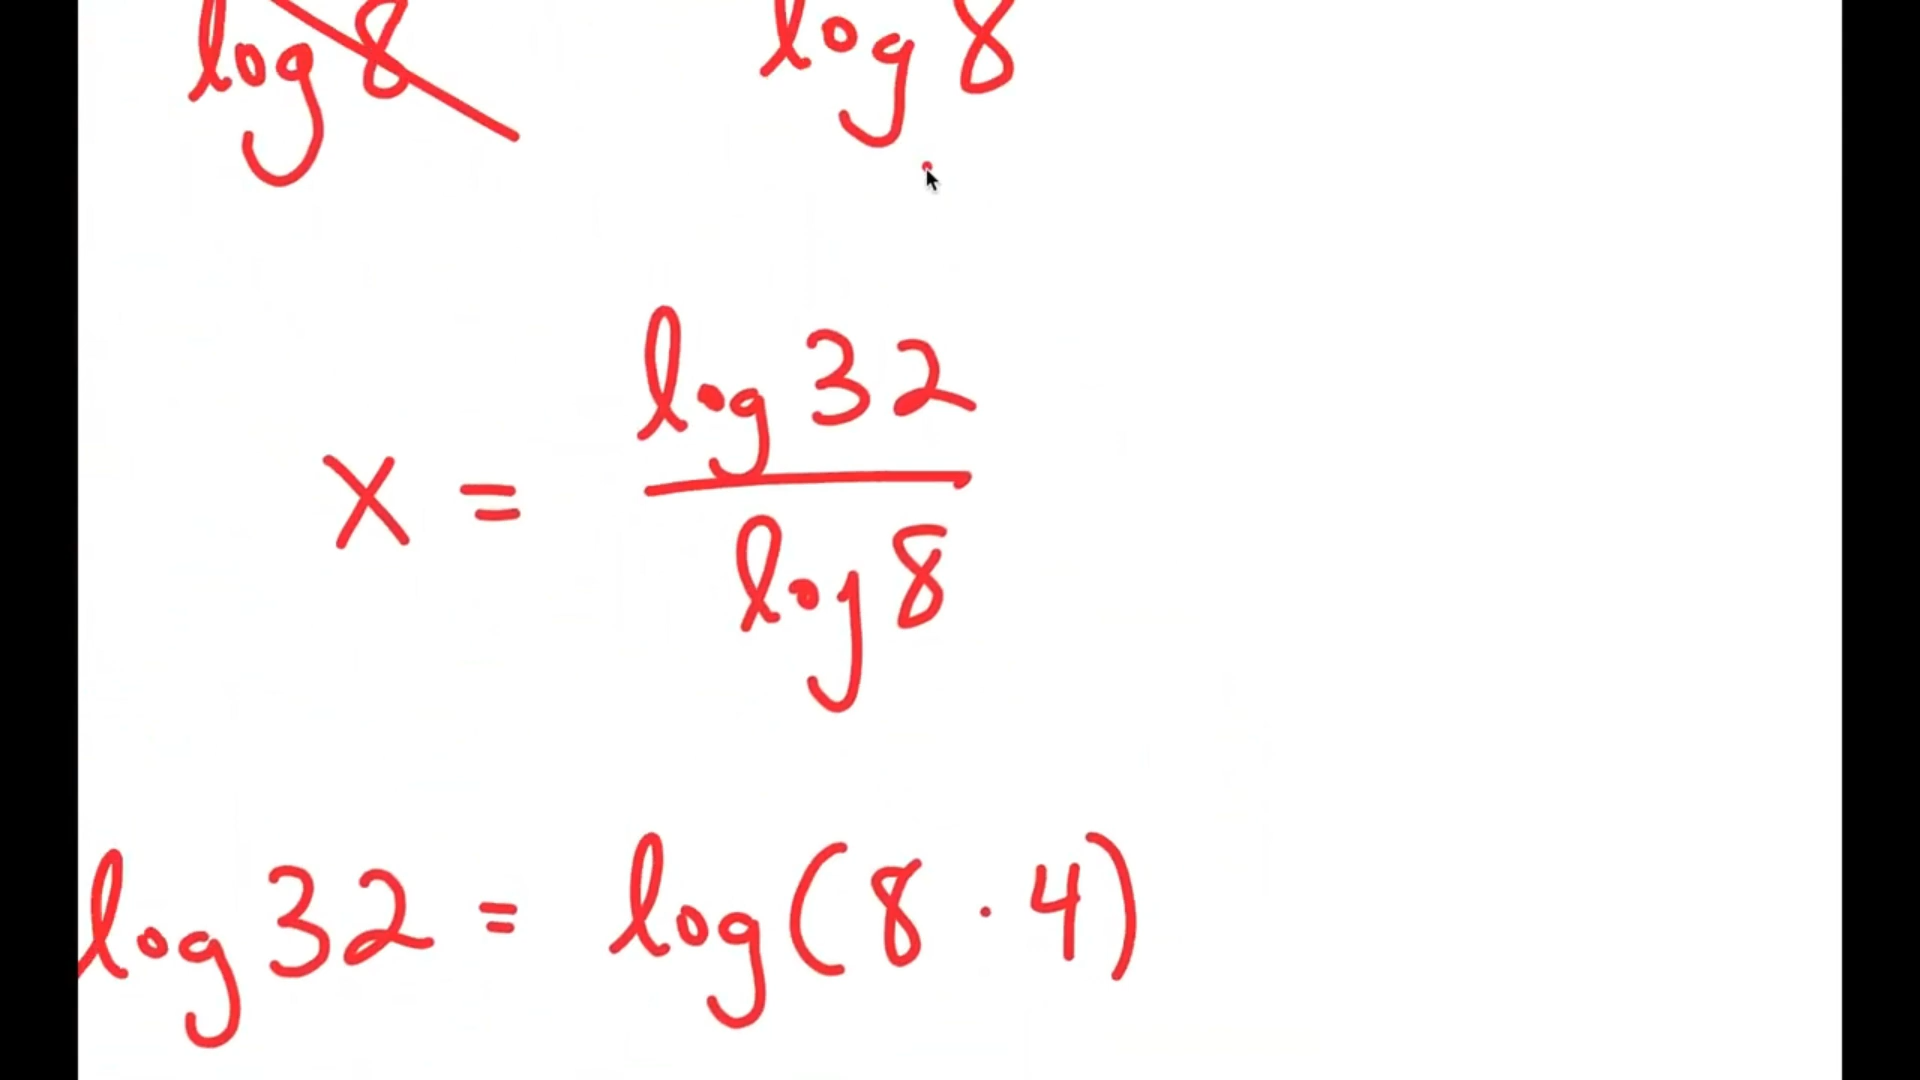 log 8 log 8
x = log 32
log 8
log 32 = log(8 · 4)